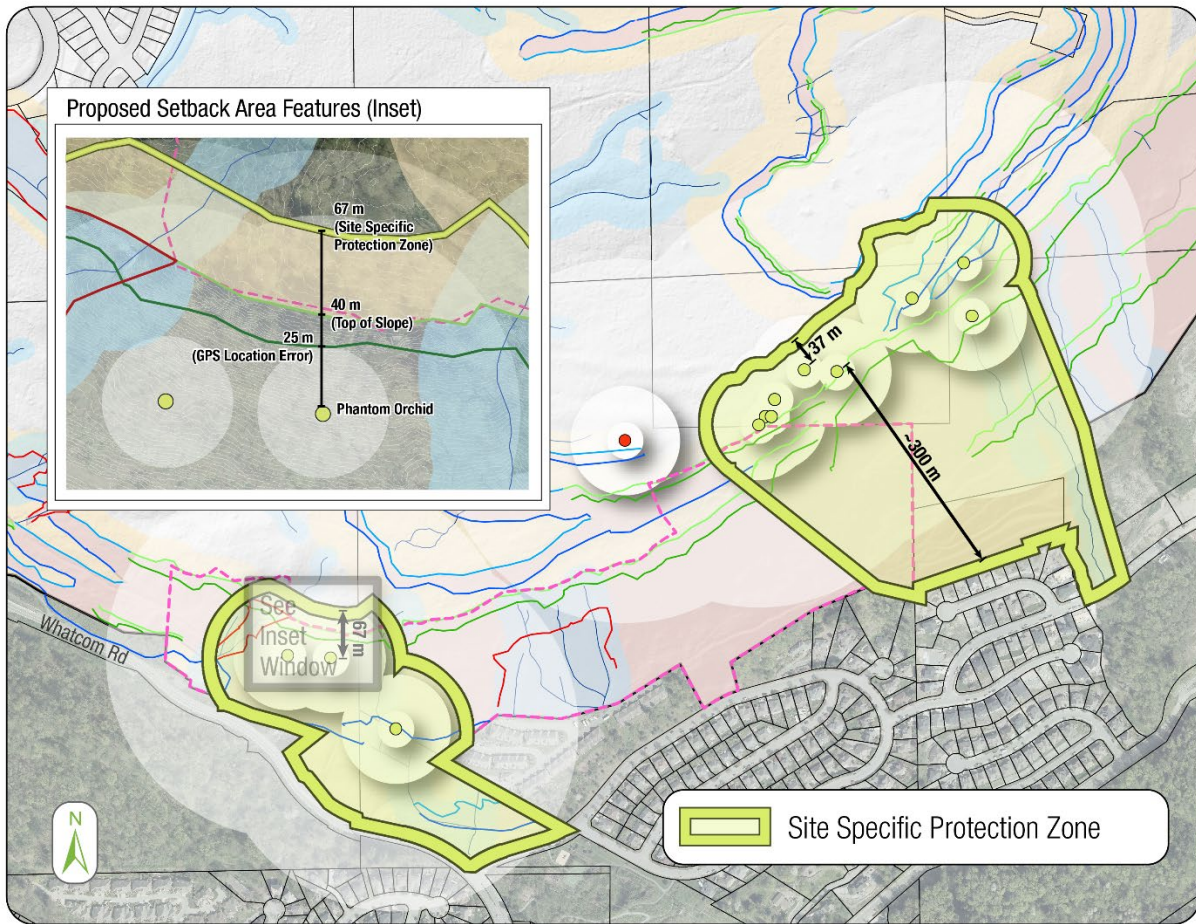 Proposed Setback Area Features (Inset)
67 m
(Site Specific
Protection Zone)
40 m
(Top of Slope)
25 m
(GPS Location Error)
Phantom Orchid
37 m
~300 m
See
Inset
Window
67 m
Whatcom Rd
N
Site Specific Protection Zone